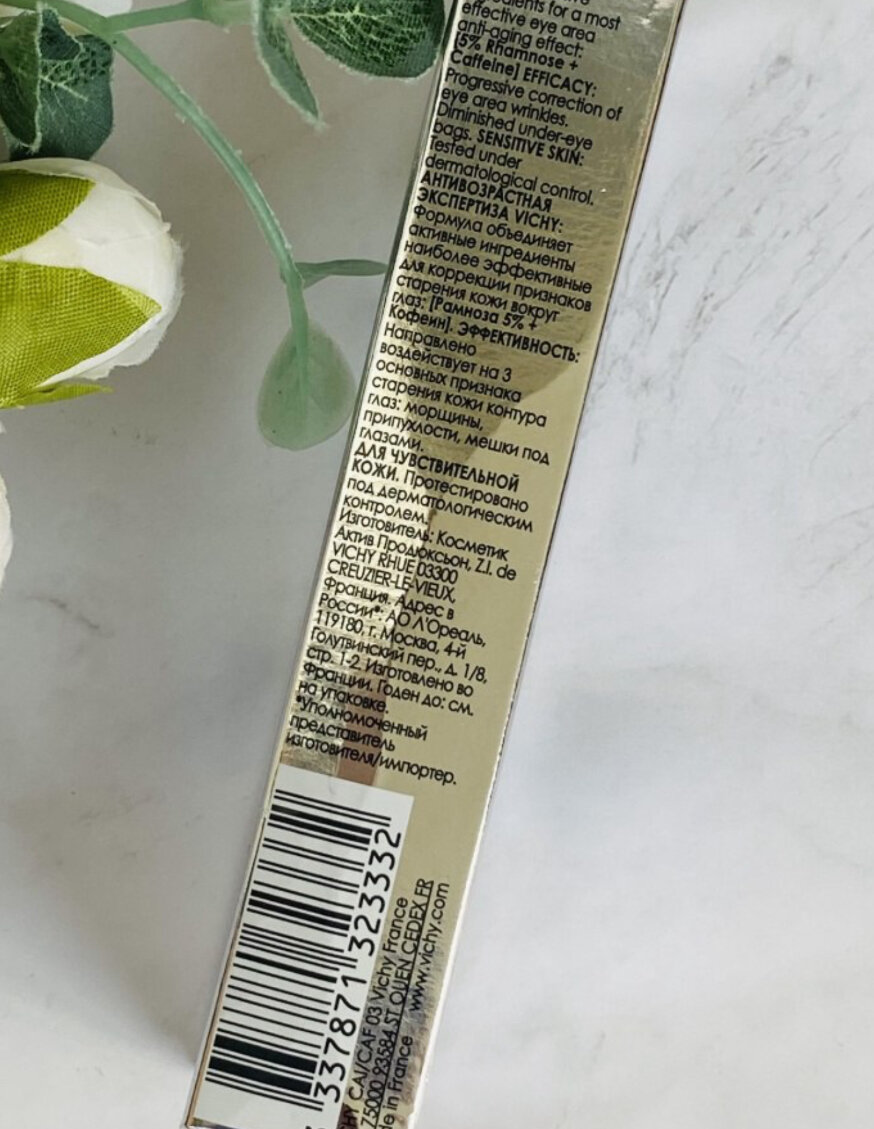 for a most
effective eye area
anti-aging effect:
[5% Rhamnose +
Caffeine] EFFICACY:
Progressive correction of
eye area wrinkles.
Diminished under-eye
bags. SENSITIVE SKIN:
Tested under
dermatological control.
АНТИВОЗРАСТНАЯ
ЭКСПЕРТИЗА VICHY:
Формула объединяет
активные ингредиенты
наиболее эффективные
для коррекции признаков
старения кожи вокруг
глаз: [Рамноза 5% +
Кофеин]. ЭФФЕКТИВНОСТЬ:
Направлено
воздействует на 3
основных признака
старения кожи контура
глаз: морщины,
припухлости, мешки под
глазами.
ДЛЯ ЧУВСТВИТЕЛЬНОЙ
КОЖИ. Протестировано
под дерматологическим
контролем.
Изготовитель: Косметик
Актив Продюксьон, Z.I. de
VICHY RHUE 03300
CREUZIER-LE-VIEUX,
Франция. Адрес в
России*: АО Л'Ореаль,
119180, г. Москва, 4-й
Голутвинский пер., д. 1/8,
стр. 1-2. Изготовлено во
Франции. Годен до: см.
на упаковке.
*Уполномоченный
представитель
изготовителя/импортер.
337871 323332
CAI/CAF 03 Vichy France
75000 93584 ST OUEN CEDEX FR
in France www.vichy.com